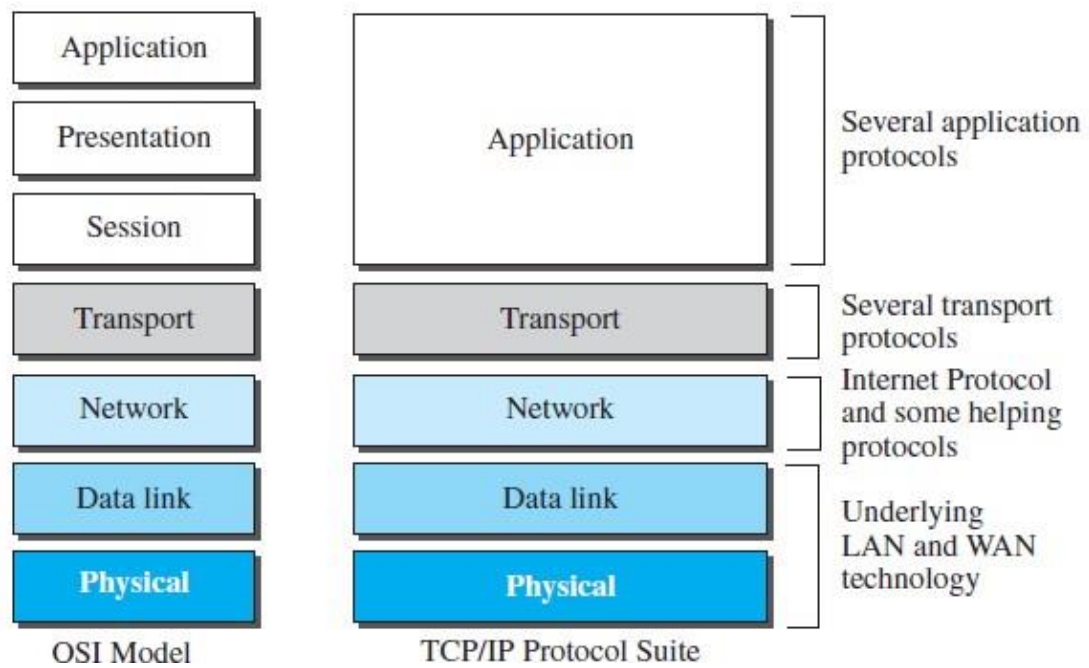 Application
Presentation
Session
Transport
Network
Data link
Physical
OSI Model
Application
Transport
Network
Data link
Physical
TCP/IP Protocol Suite
Several application
protocols
Several transport
protocols
Internet Protocol
and some helping
protocols
Underlying
LAN and WAN
technology